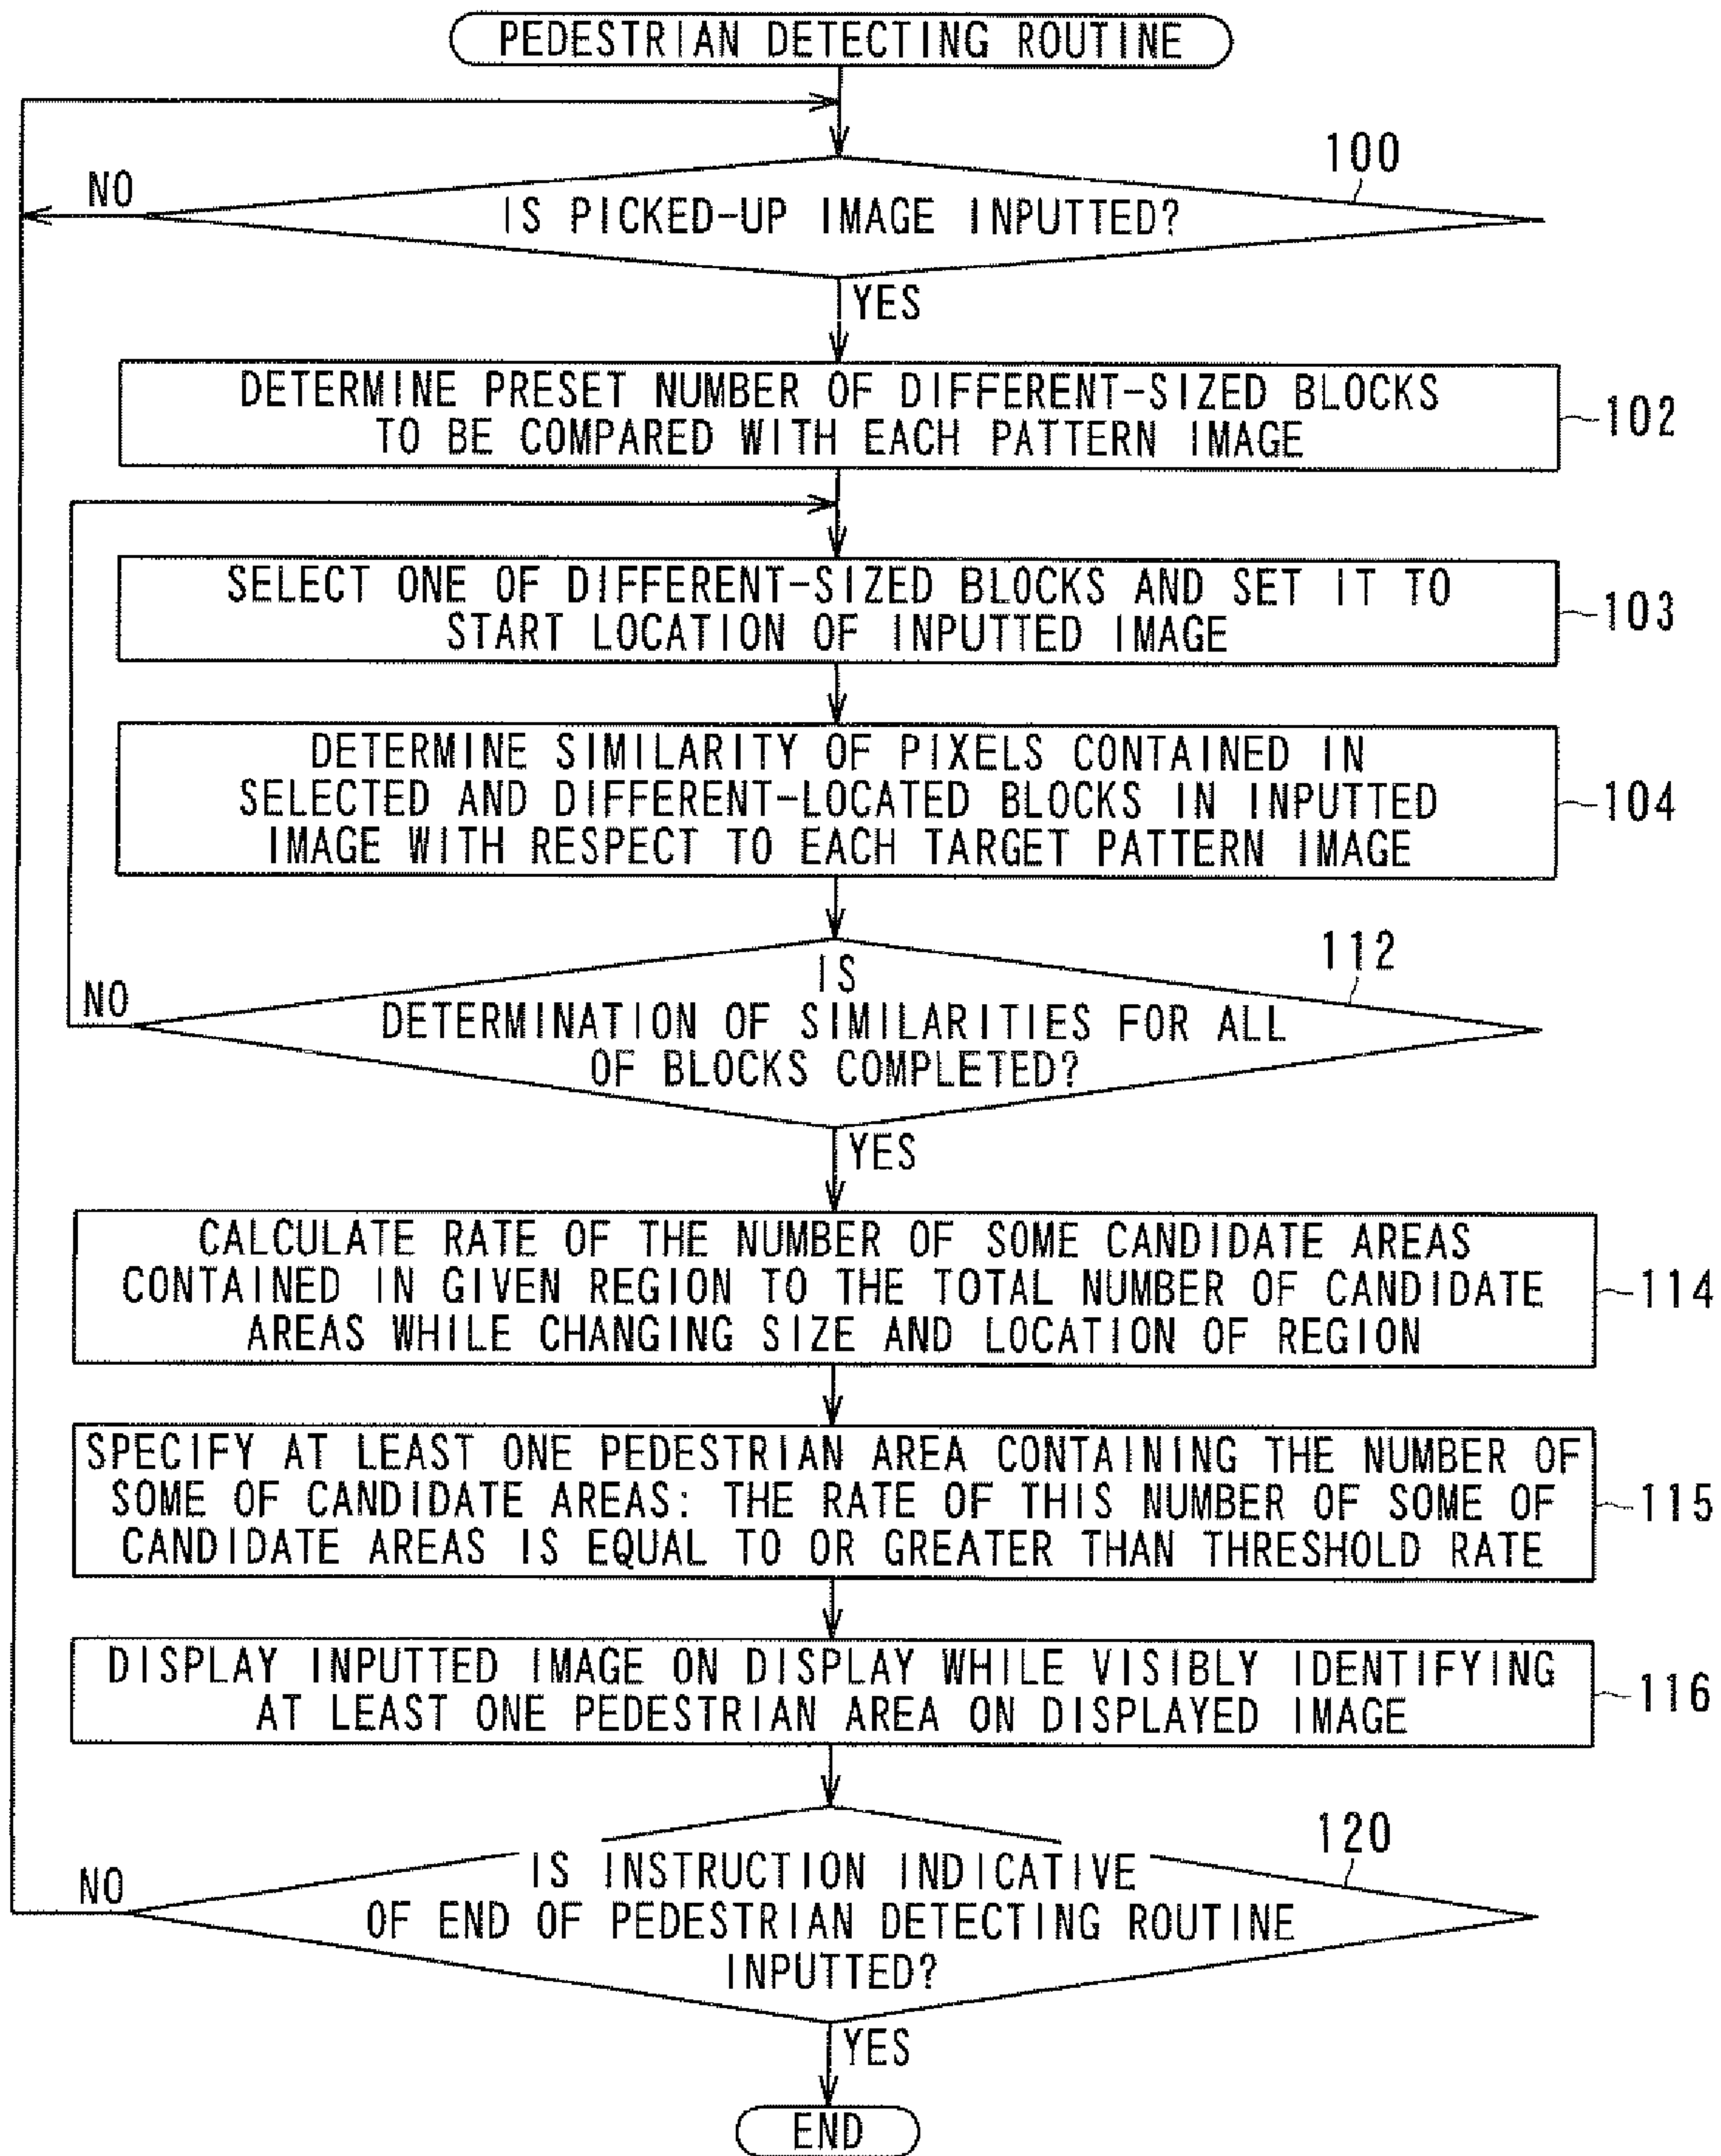 PEDESTRIAN DETECTING ROUTINE
100
NO
IS PICKED-UP IMAGE INPUTTED?
YES
DETERMINE PRESET NUMBER OF DIFFERENT-SIZED BLOCKS
TO BE COMPARED WITH EACH PATTERN IMAGE
102
SELECT ONE OF DIFFERENT-SIZED BLOCKS AND SET IT TO
START LOCATION OF INPUTTED IMAGE
103
DETERMINE SIMILARITY OF PIXELS CONTAINED IN
SELECTED AND DIFFERENT-LOCATED BLOCKS IN INPUTTED
IMAGE WITH RESPECT TO EACH TARGET PATTERN IMAGE
104
112
NO
IS
DETERMINATION OF SIMILARITIES FOR ALL
OF BLOCKS COMPLETED?
YES
CALCULATE RATE OF THE NUMBER OF SOME CANDIDATE AREAS
CONTAINED IN GIVEN REGION TO THE TOTAL NUMBER OF CANDIDATE
AREAS WHILE CHANGING SIZE AND LOCATION OF REGION
114
SPECIFY AT LEAST ONE PEDESTRIAN AREA CONTAINING THE NUMBER OF
SOME OF CANDIDATE AREAS: THE RATE OF THIS NUMBER OF SOME OF
CANDIDATE AREAS IS EQUAL TO OR GREATER THAN THRESHOLD RATE
115
DISPLAY INPUTTED IMAGE ON DISPLAY WHILE VISIBLY IDENTIFYING
AT LEAST ONE PEDESTRIAN AREA ON DISPLAYED IMAGE
116
120
NO
IS INSTRUCTION INDICATIVE
OF END OF PEDESTRIAN DETECTING ROUTINE
INPUTTED?
YES
END